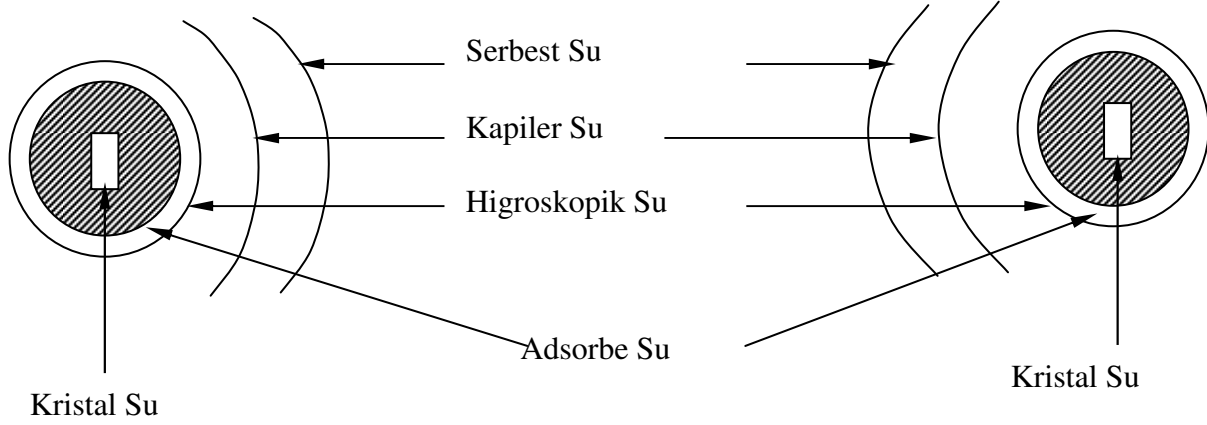 Serbest Su
Kapiler Su
Higroskopik Su
Adsorbe Su
Kristal Su
Kristal Su